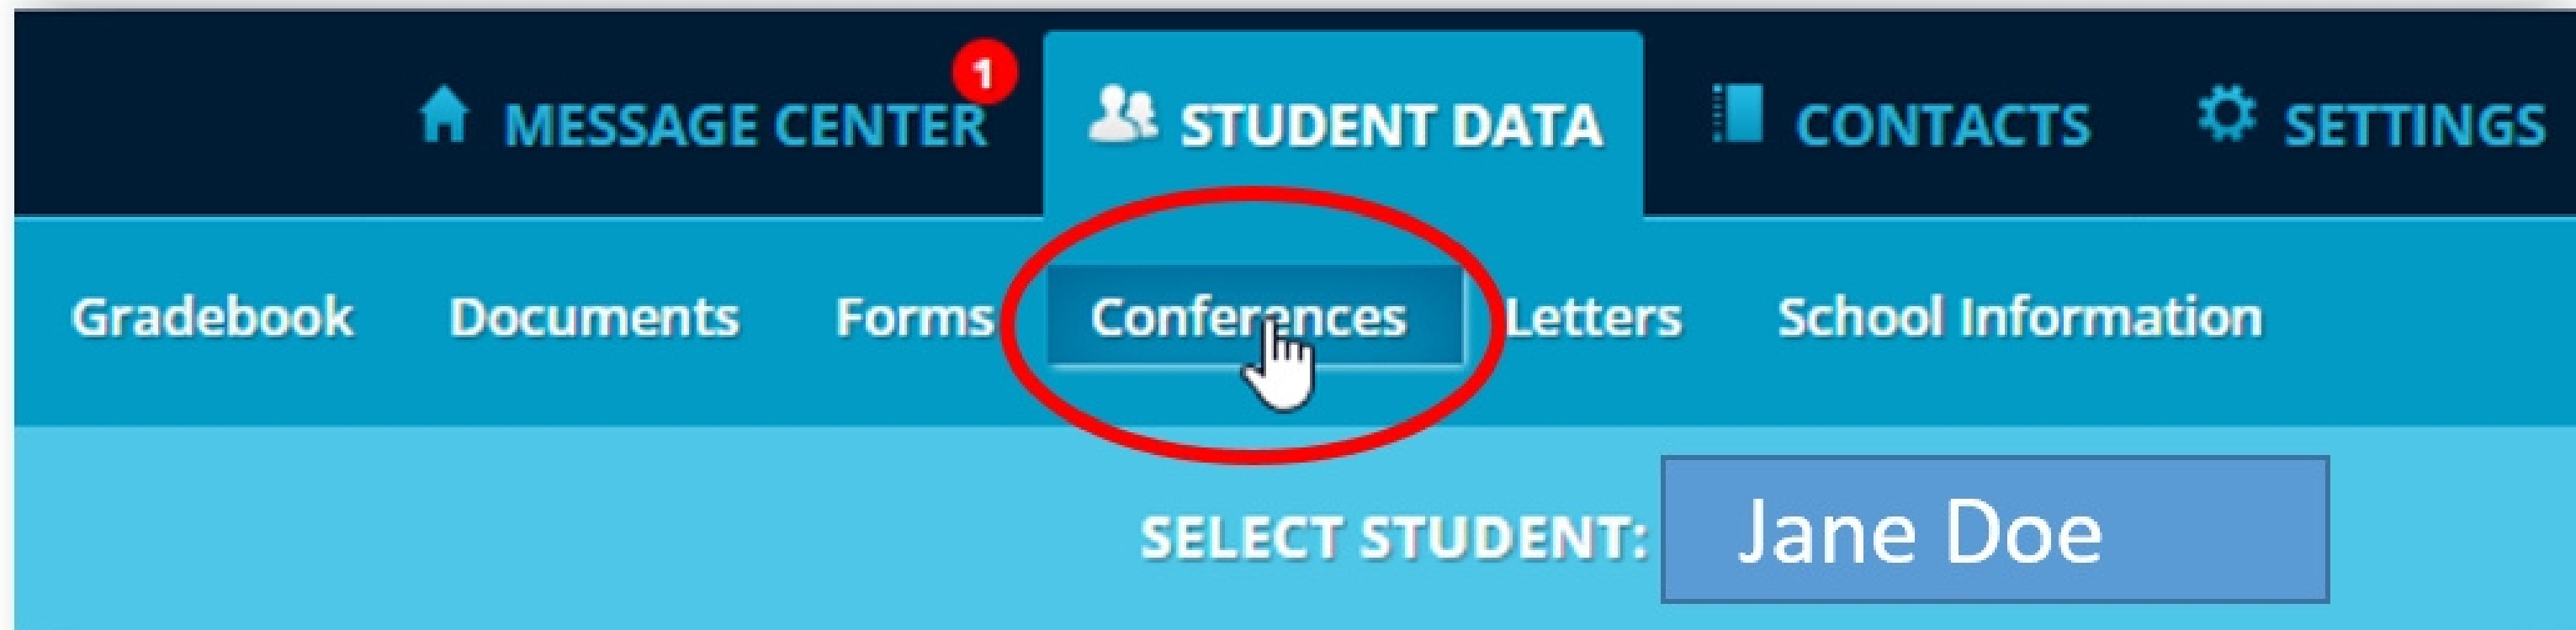 1
MESSAGE CENTER STUDENT DATA CONTACTS SETTINGS
Gradebook Documents Forms Conferences Letters School Information
SELECT STUDENT: Jane Doe